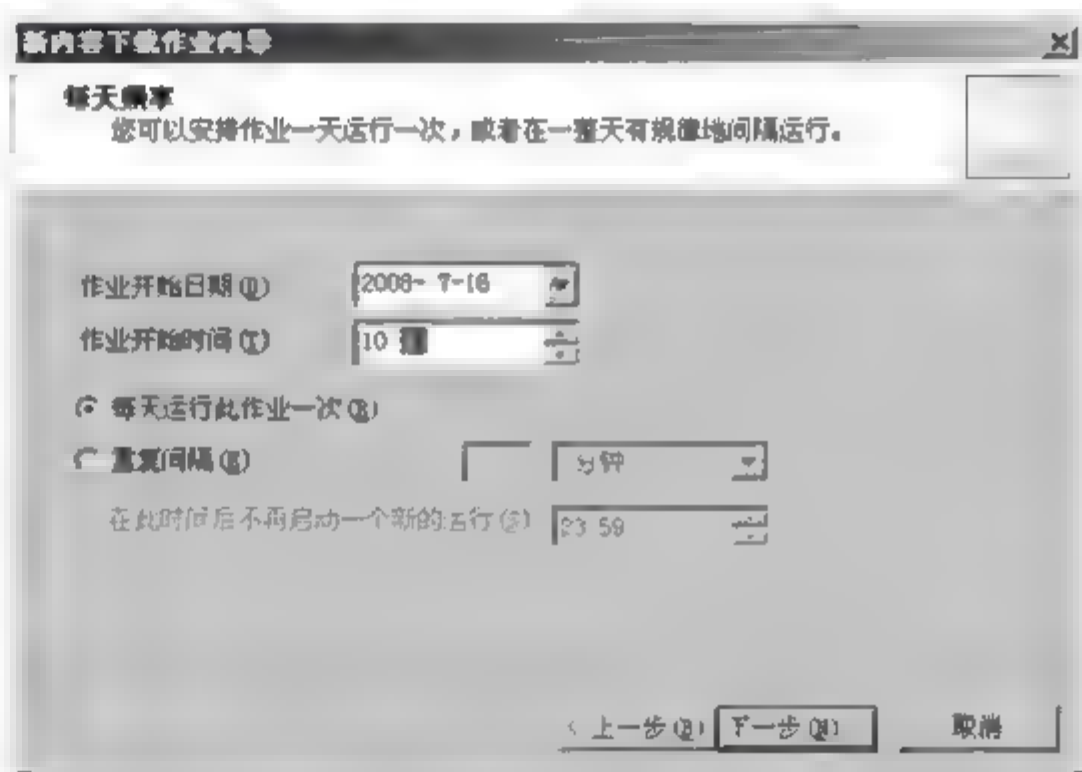 新内容下载作业向导
每天频率
您可以安排作业一天运行一次，或者在一整天有规律地间隔运行。
作业开始日期(D) 2008- 7-16
作业开始时间(T) 10
每天运行此作业一次(R)
重复间隔(E) 分钟
在此时间后不再启动一个新的运行(S) 23 59
< 上一步(B) 下一步(N) 取消